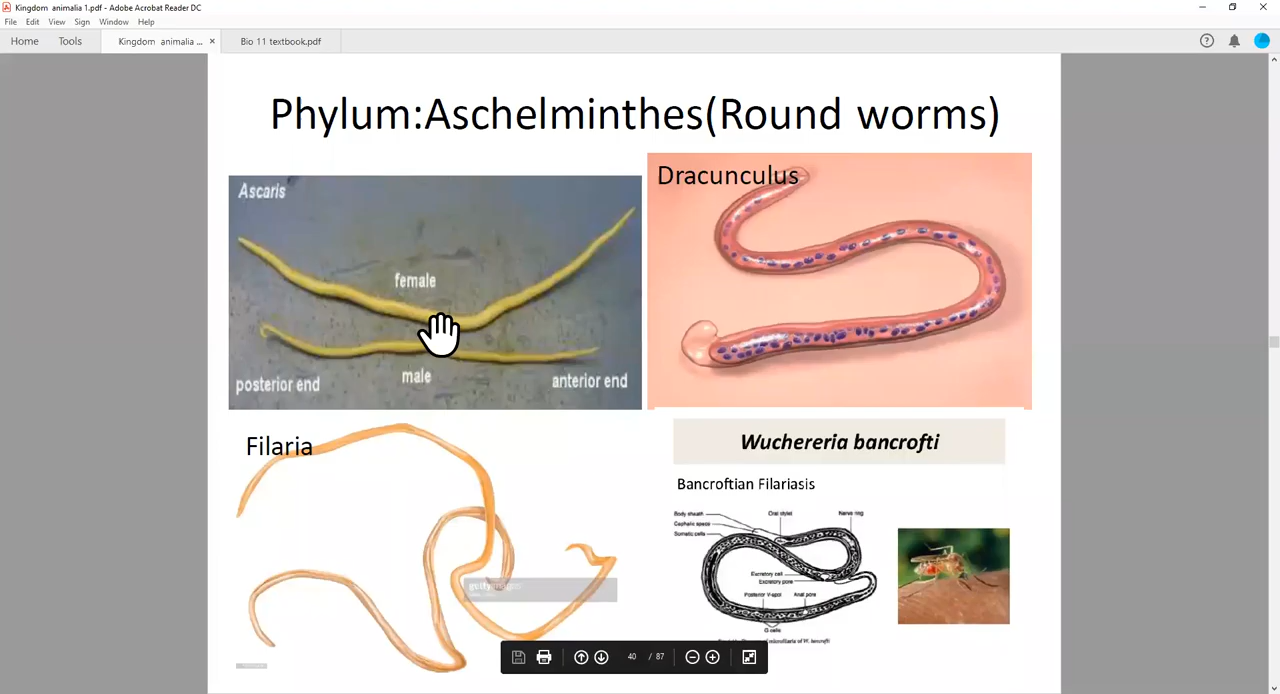 Kingdom animalia 1.pdf - Adobe Acrobat Reader DC
File Edit View Sign Window Help
Home Tools Kingdom animalia ... × Bio 11 textbook.pdf
Phylum:Aschelminthes(Round worms)
Ascaris
female
male
posterior end
anterior end
Dracunculus
Filaria
gettyimages
Wuchereria bancrofti
Bancroftian Filariasis
Body sheath
Cephalic space
Somatic cells
Oral stylet
Nerve ring
Excretory cell
Excretory pore
Posterior V-spot
Anal pore
G cells
40 / 87